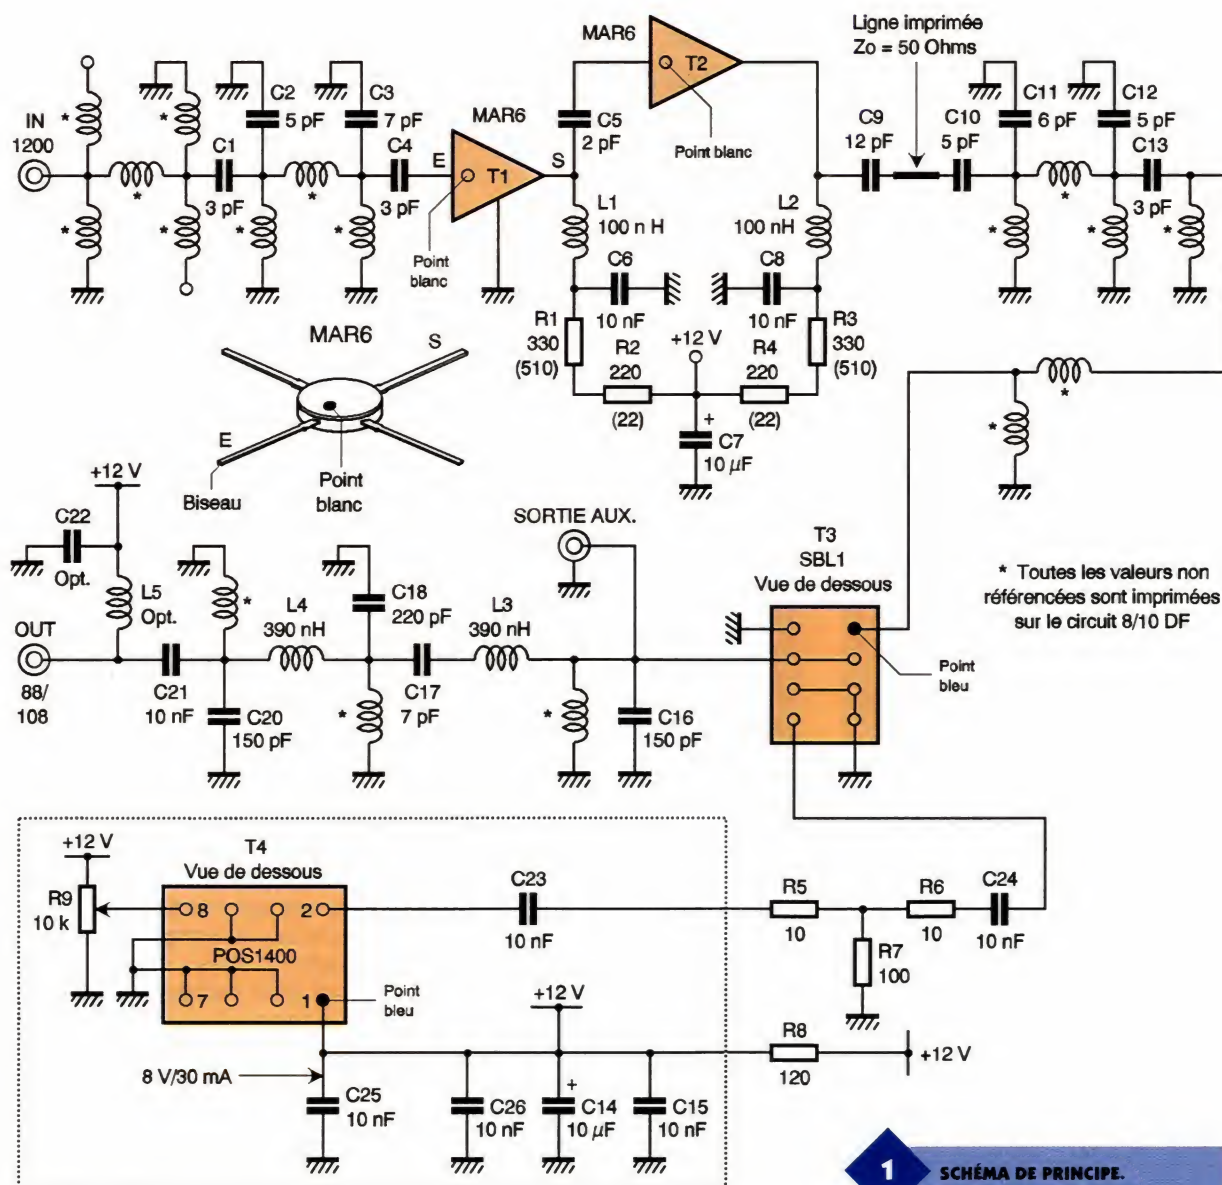 Ligne imprimée
Zo = 50 Ohms
MAR6
T2
Point blanc
IN
1200
*
*
*
*
*
C1
3 pF
C2
5 pF
*
*
C3
7 pF
*
C4
3 pF
MAR6
E
T1
S
Point
blanc
C5
2 pF
L1
100 n H
L2
100 nH
C9
12 pF
C10
5 pF
C11
6 pF
*
*
C12
5 pF
*
C13
3 pF
*
C6
10 nF
C8
10 nF
R1
330
(510)
R2
220
(22)
+12 V
R4
220
(22)
R3
330
(510)
+
C7
10 µF
*
*
MAR6
S
E
Biseau
Point
blanc
+12 V
C22
Opt.
L5
Opt.
OUT
88/
108
C21
10 nF
*
C20
150 pF
L4
390 nH
C18
220 pF
*
C17
7 pF
L3
390 nH
*
SORTIE AUX.
C16
150 pF
T3
SBL1
Vue de dessous
Point
bleu
* Toutes les valeurs non
référencées sont imprimées
sur le circuit 8/10 DF
+12 V
R9
10 k
T4
Vue de dessous
8
2
POS1400
7
1
Point
bleu
C23
10 nF
R5
10
R6
10
C24
10 nF
R7
100
+12 V
8 V/30 mA
C25
10 nF
C26
10 nF
+
C14
10 µF
C15
10 nF
R8
120
+12 V
1 SCHÉMA DE PRINCIPE.